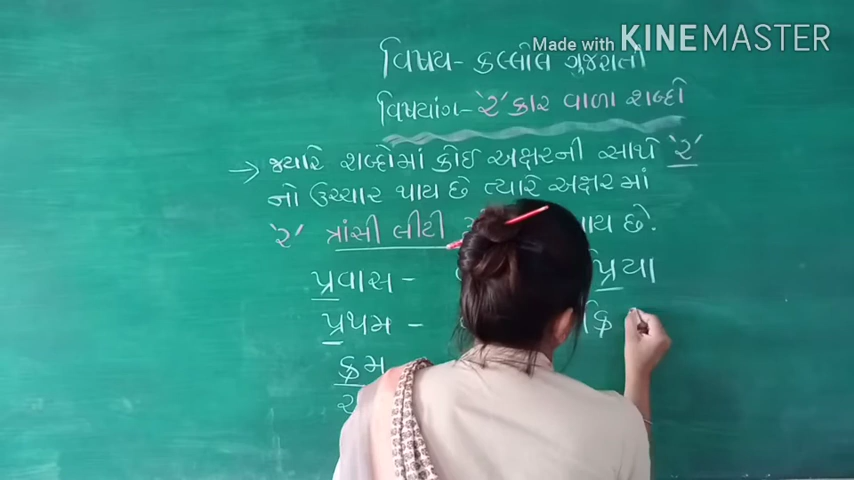 Made with KINEMASTER
વિષય- કલ્લોલ ગુજરાતી
વિષયાંગ- 'ર' કાર વાળા શબ્દો
→ જ્યારે શબ્દોમાં કોઇ અક્ષરની સાથે 'ર'
નો ઉચ્ચાર થાય છે ત્યારે અક્ષરમાં
'ર' ત્રાંસી લીટી થાય છે.
પ્રવાસ- પ્રિયા
પ્રથમ-
ક્રમ